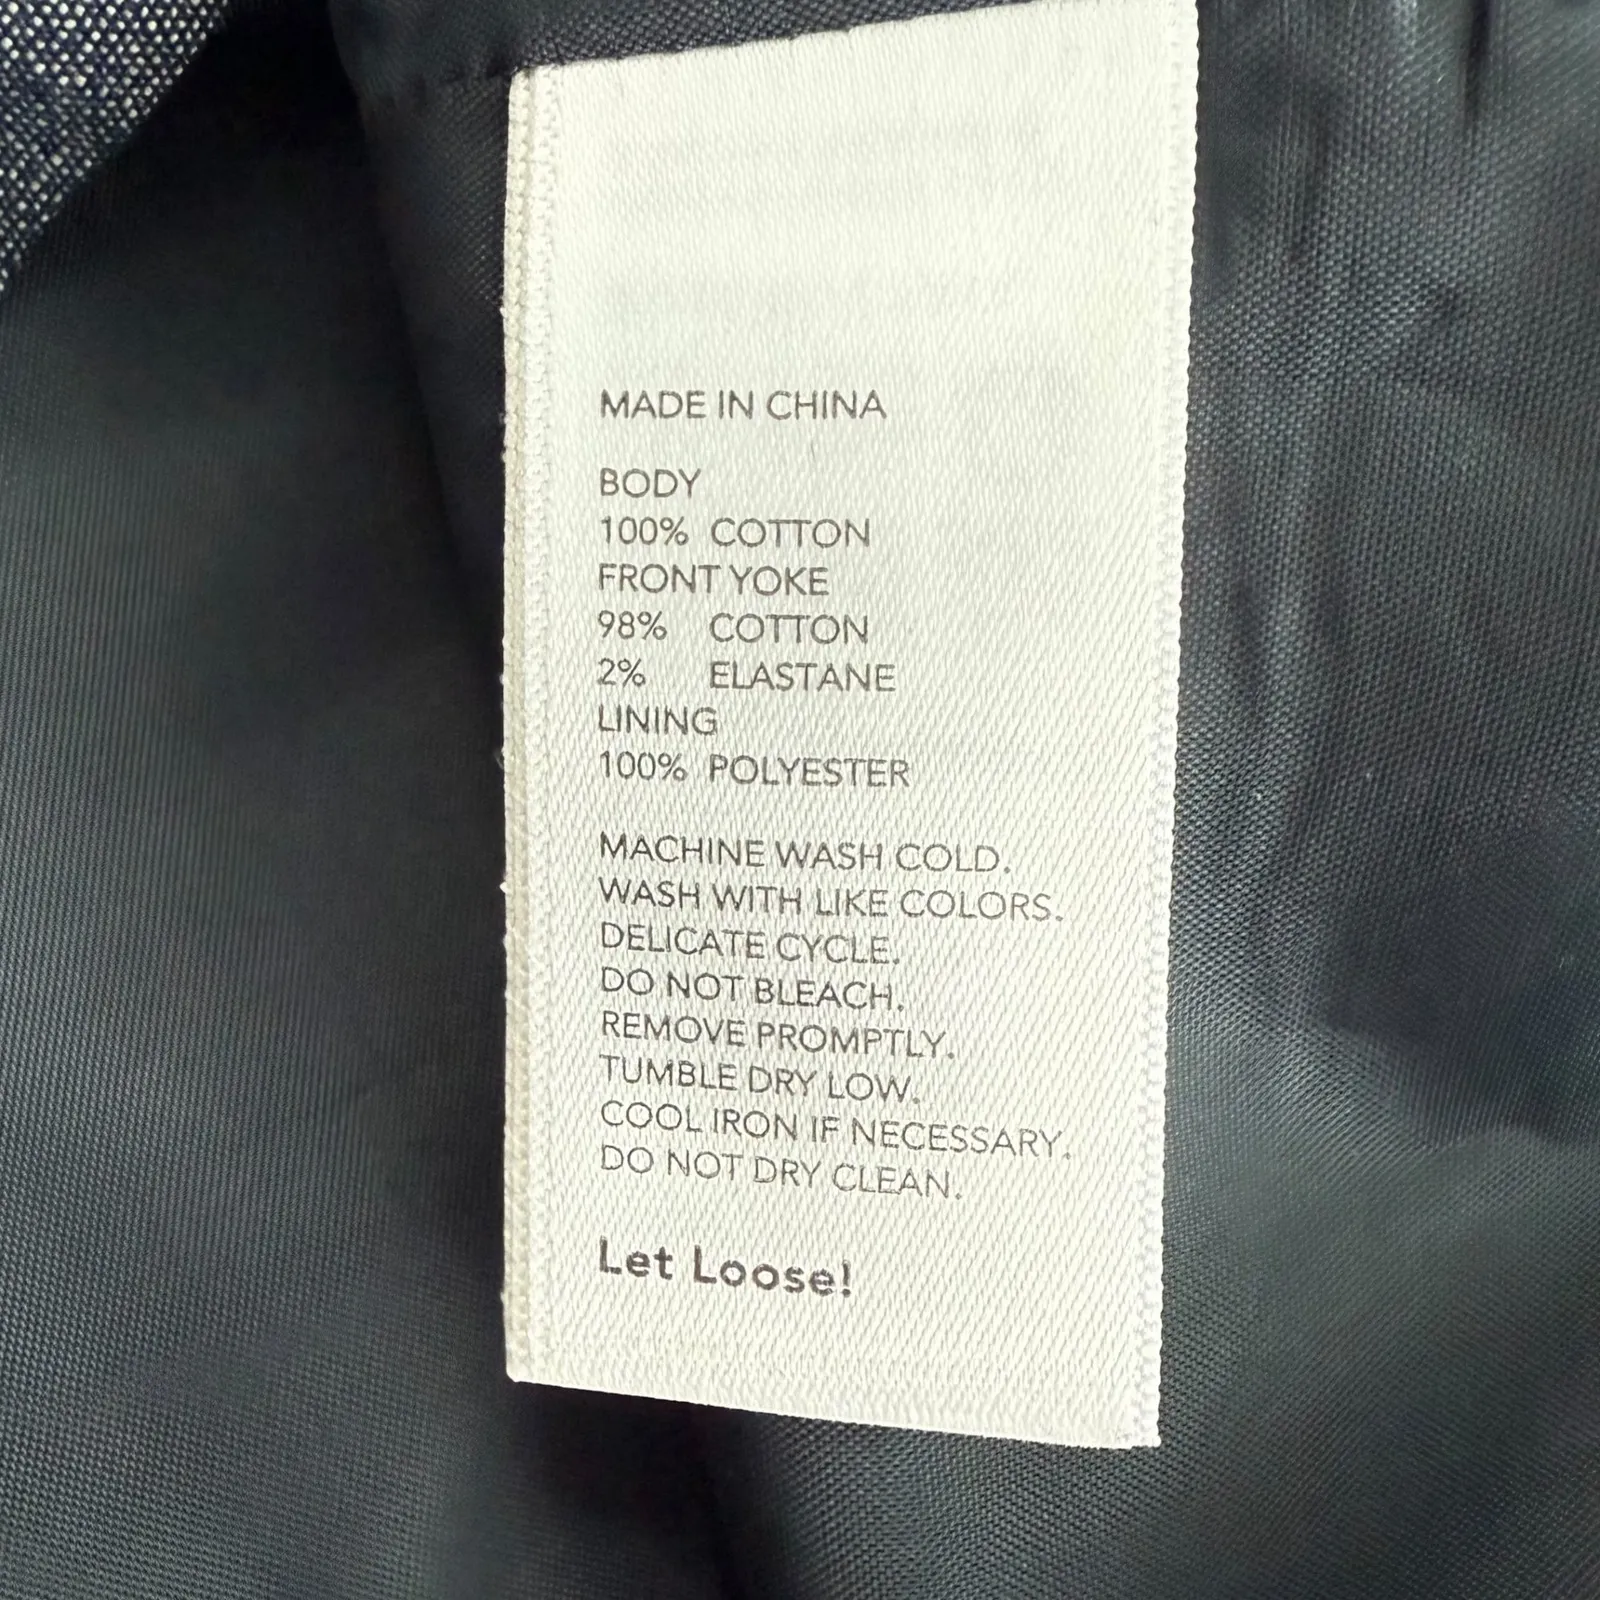 MADE IN CHINA
BODY
100% COTTON
FRONT YOKE
98% COTTON
2% ELASTANE
LINING
100% POLYESTER
MACHINE WASH COLD.
WASH WITH LIKE COLORS.
DELICATE CYCLE.
DO NOT BLEACH.
REMOVE PROMPTLY.
TUMBLE DRY LOW.
COOL IRON IF NECESSARY.
DO NOT DRY CLEAN.
Let Loose!